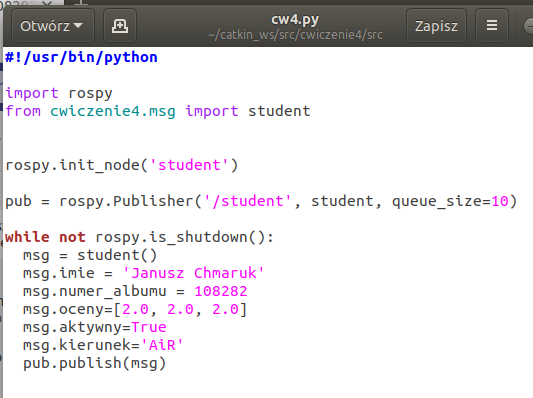 08282
Otwórz
cw4.py
~/catkin_ws/src/cwiczenie4/src
Zapisz
#!/usr/bin/python
import rospy
from cwiczenie4.msg import student
rospy.init_node('student')
pub = rospy.Publisher('/student', student, queue_size=10)
while not rospy.is_shutdown():
  msg = student()
  msg.imie = 'Janusz Chmaruk'
  msg.numer_albumu = 108282
  msg.oceny=[2.0, 2.0, 2.0]
  msg.aktywny=True
  msg.kierunek='AiR'
  pub.publish(msg)